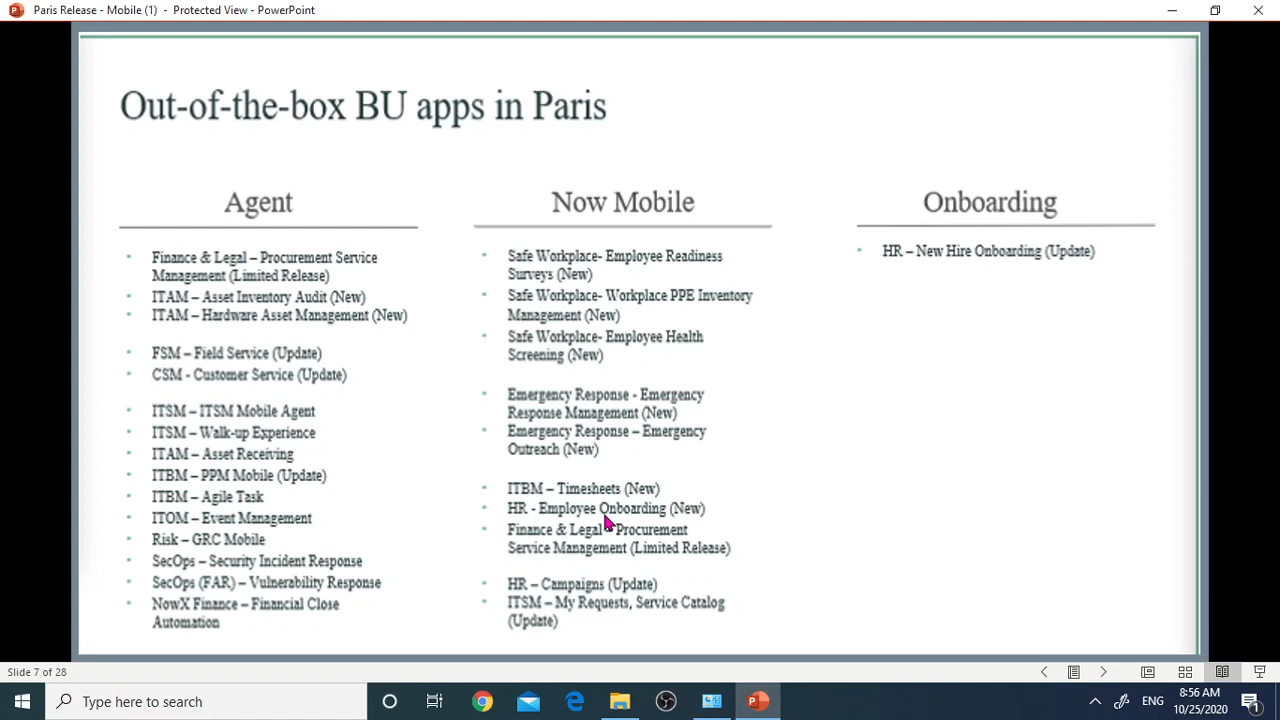 Paris Release - Mobile (1) - Protected View - PowerPoint
Out-of-the-box BU apps in Paris
Agent
Finance & Legal – Procurement Service
Management (Limited Release)
ITAM – Asset Inventory Audit (New)
ITAM – Hardware Asset Management (New)
FSM – Field Service (Update)
CSM - Customer Service (Update)
ITSM – ITSM Mobile Agent
ITSM – Walk-up Experience
ITAM – Asset Receiving
ITBM – PPM Mobile (Update)
ITBM – Agile Task
ITOM – Event Management
Risk – GRC Mobile
SecOps – Security Incident Response
SecOps (FAR) – Vulnerability Response
NowX Finance – Financial Close
Automation
Now Mobile
Safe Workplace- Employee Readiness
Surveys (New)
Safe Workplace- Workplace PPE Inventory
Management (New)
Safe Workplace- Employee Health
Screening (New)
Emergency Response - Emergency
Response Management (New)
Emergency Response – Emergency
Outreach (New)
ITBM – Timesheets (New)
HR - Employee Onboarding (New)
Finance & Legal – Procurement
Service Management (Limited Release)
HR – Campaigns (Update)
ITSM – My Requests, Service Catalog
(Update)
Onboarding
HR – New Hire Onboarding (Update)
Slide 7 of 28
Type here to search
ENG
8:56 AM
10/25/2020
1